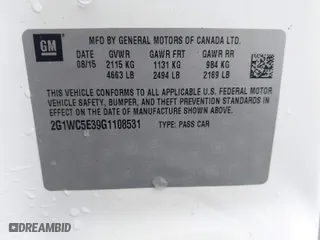 GM
MFD BY GENERAL MOTORS OF CANADA LTD.
DATE GVWR GAWR FRT GAWR RR
08/15 2115 KG 1131 KG 984 KG
4663 LB 2494 LB 2169 LB
THIS VEHICLE CONFORMS TO ALL APPLICABLE U.S. FEDERAL MOTOR
VEHICLE SAFETY, BUMPER, AND THEFT PREVENTION STANDARDS
IN EFFECT ON THE DATE OF MANUFACTURE SHOWN ABOVE.
2G1WC5E39G1108531 TYPE: PASS CAR
DRIVEBIDRIDE.COM